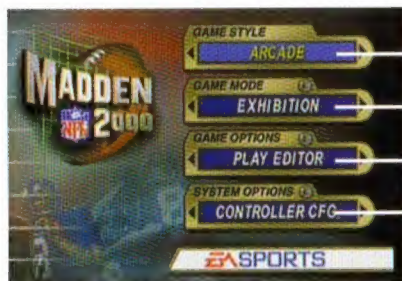 GAME STYLE
ARCADE
MADDEN
NFL
2000
GAME MODE
EXHIBITION
GAME OPTIONS
PLAY EDITOR
SYSTEM OPTIONS
CONTROLLER CFG
EA SPORTS